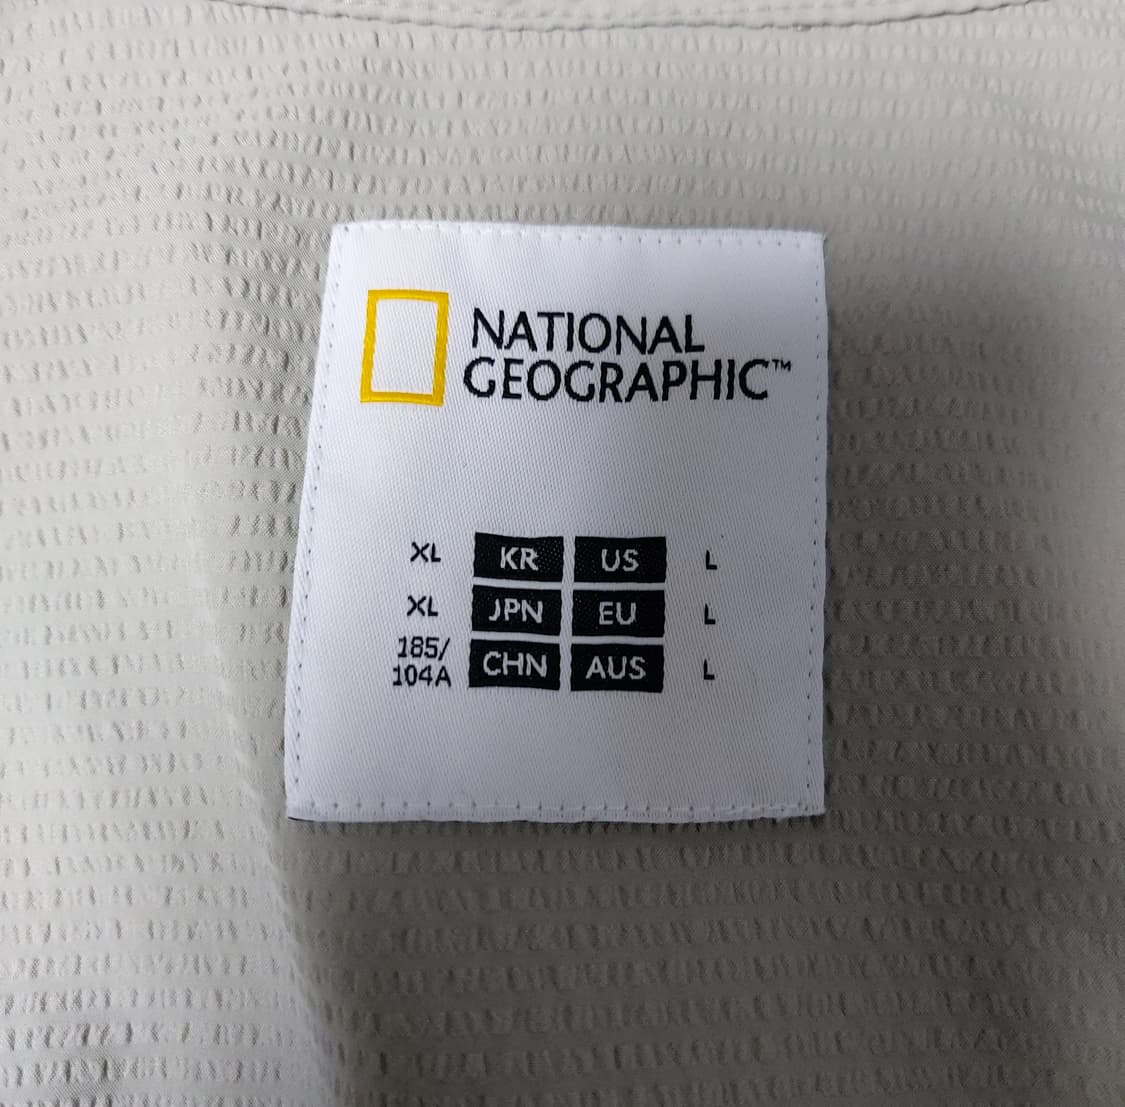 NATIONAL
GEOGRAPHIC™
XL KR US L
XL JPN EU L
185/
104A CHN AUS L